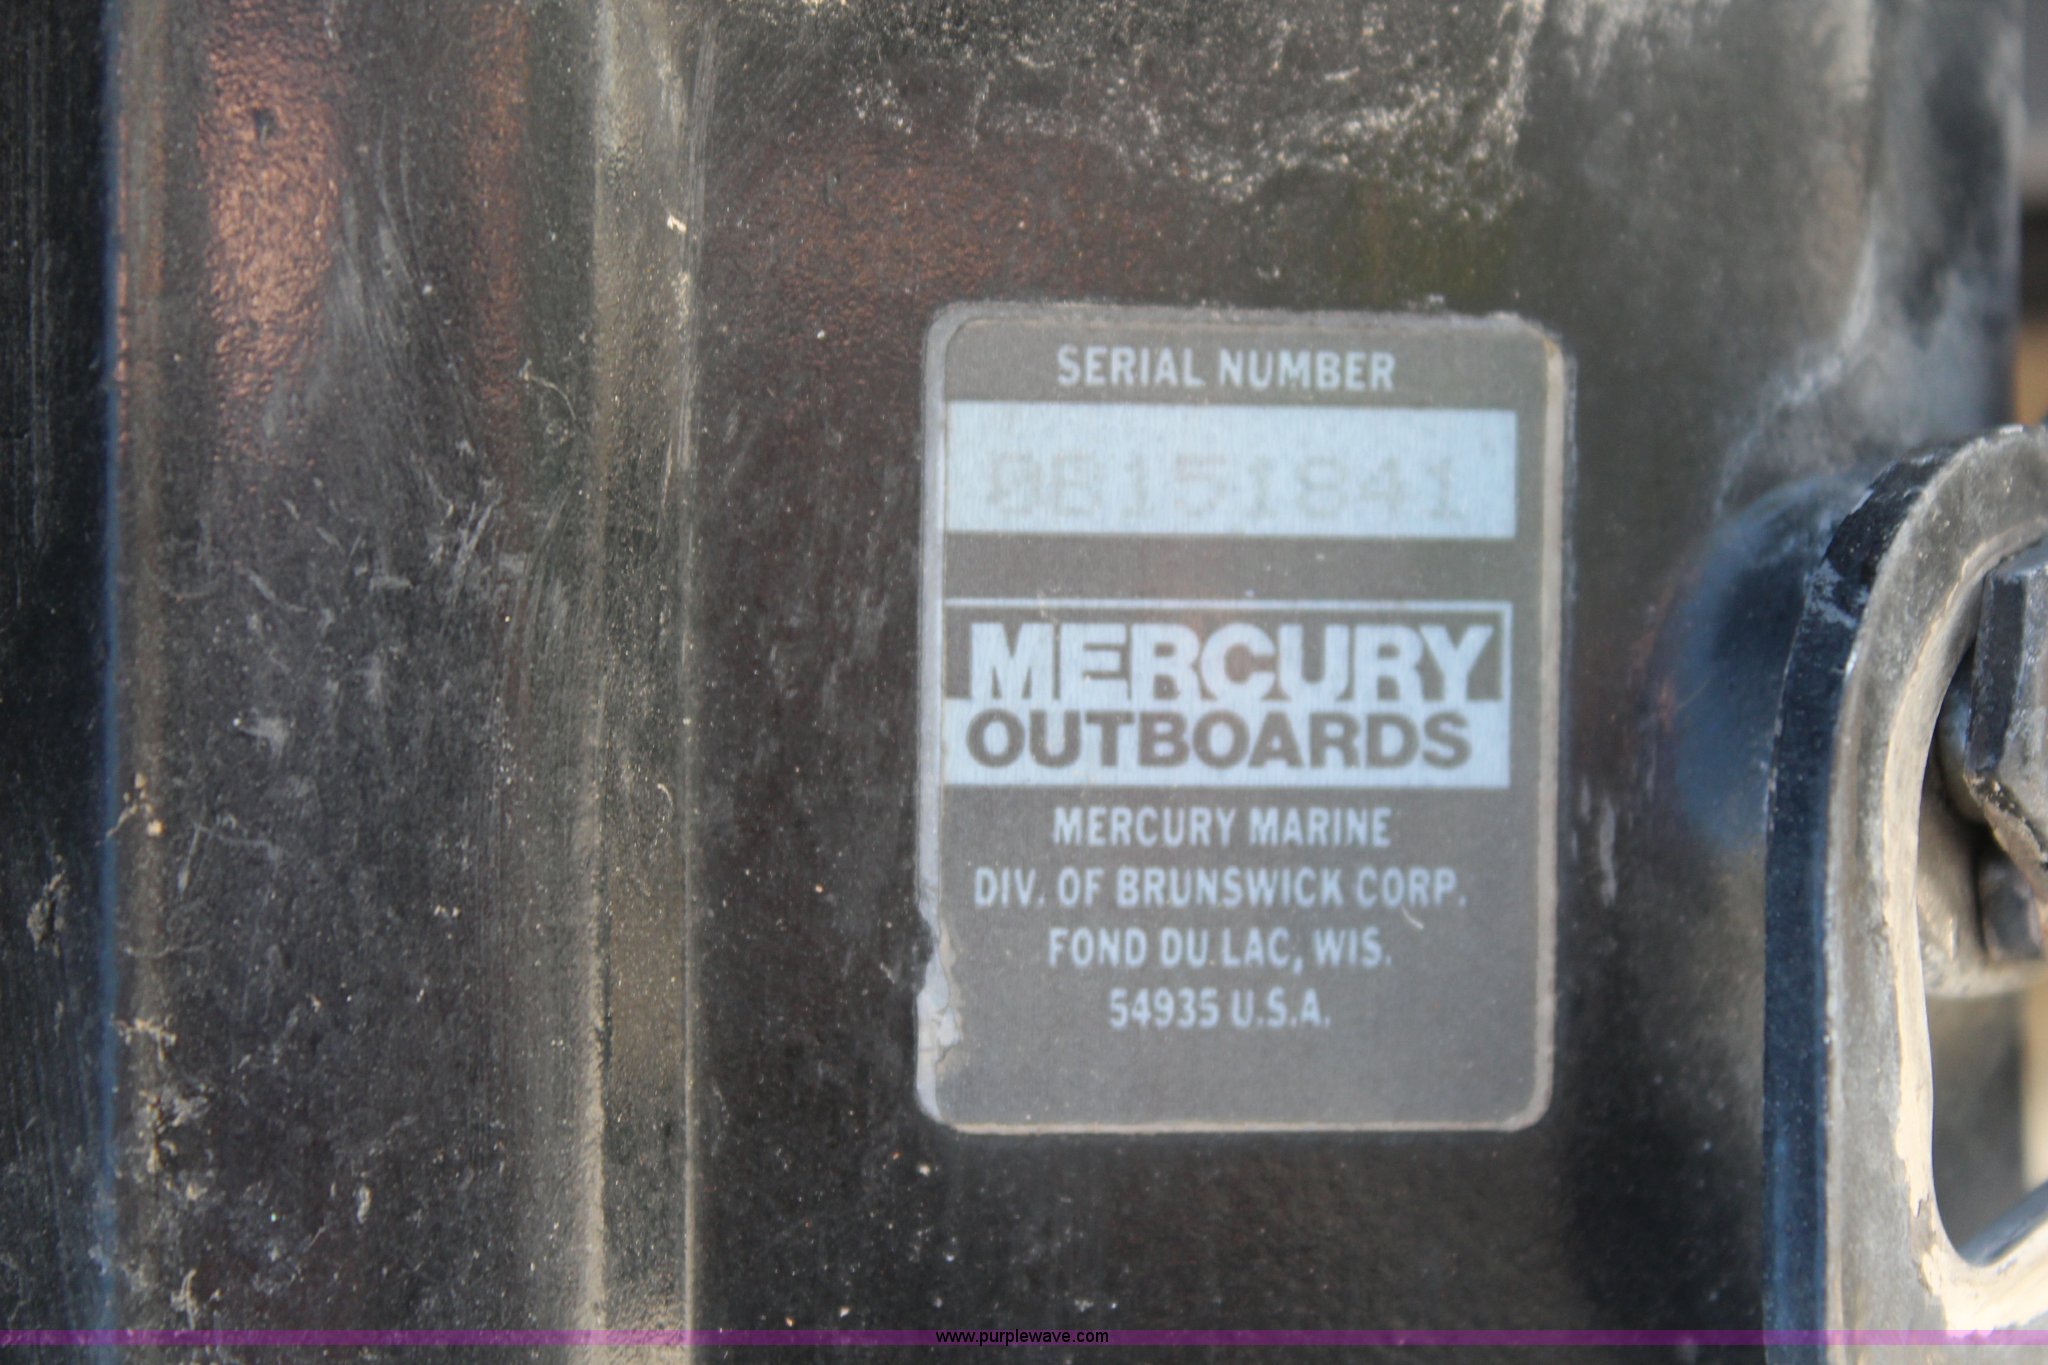 SERIAL NUMBER
0B151841
MERCURY
OUTBOARDS
MERCURY MARINE
DIV. OF BRUNSWICK CORP.
FOND DU LAC, WIS.
54935 U.S.A.
www.purplewave.com